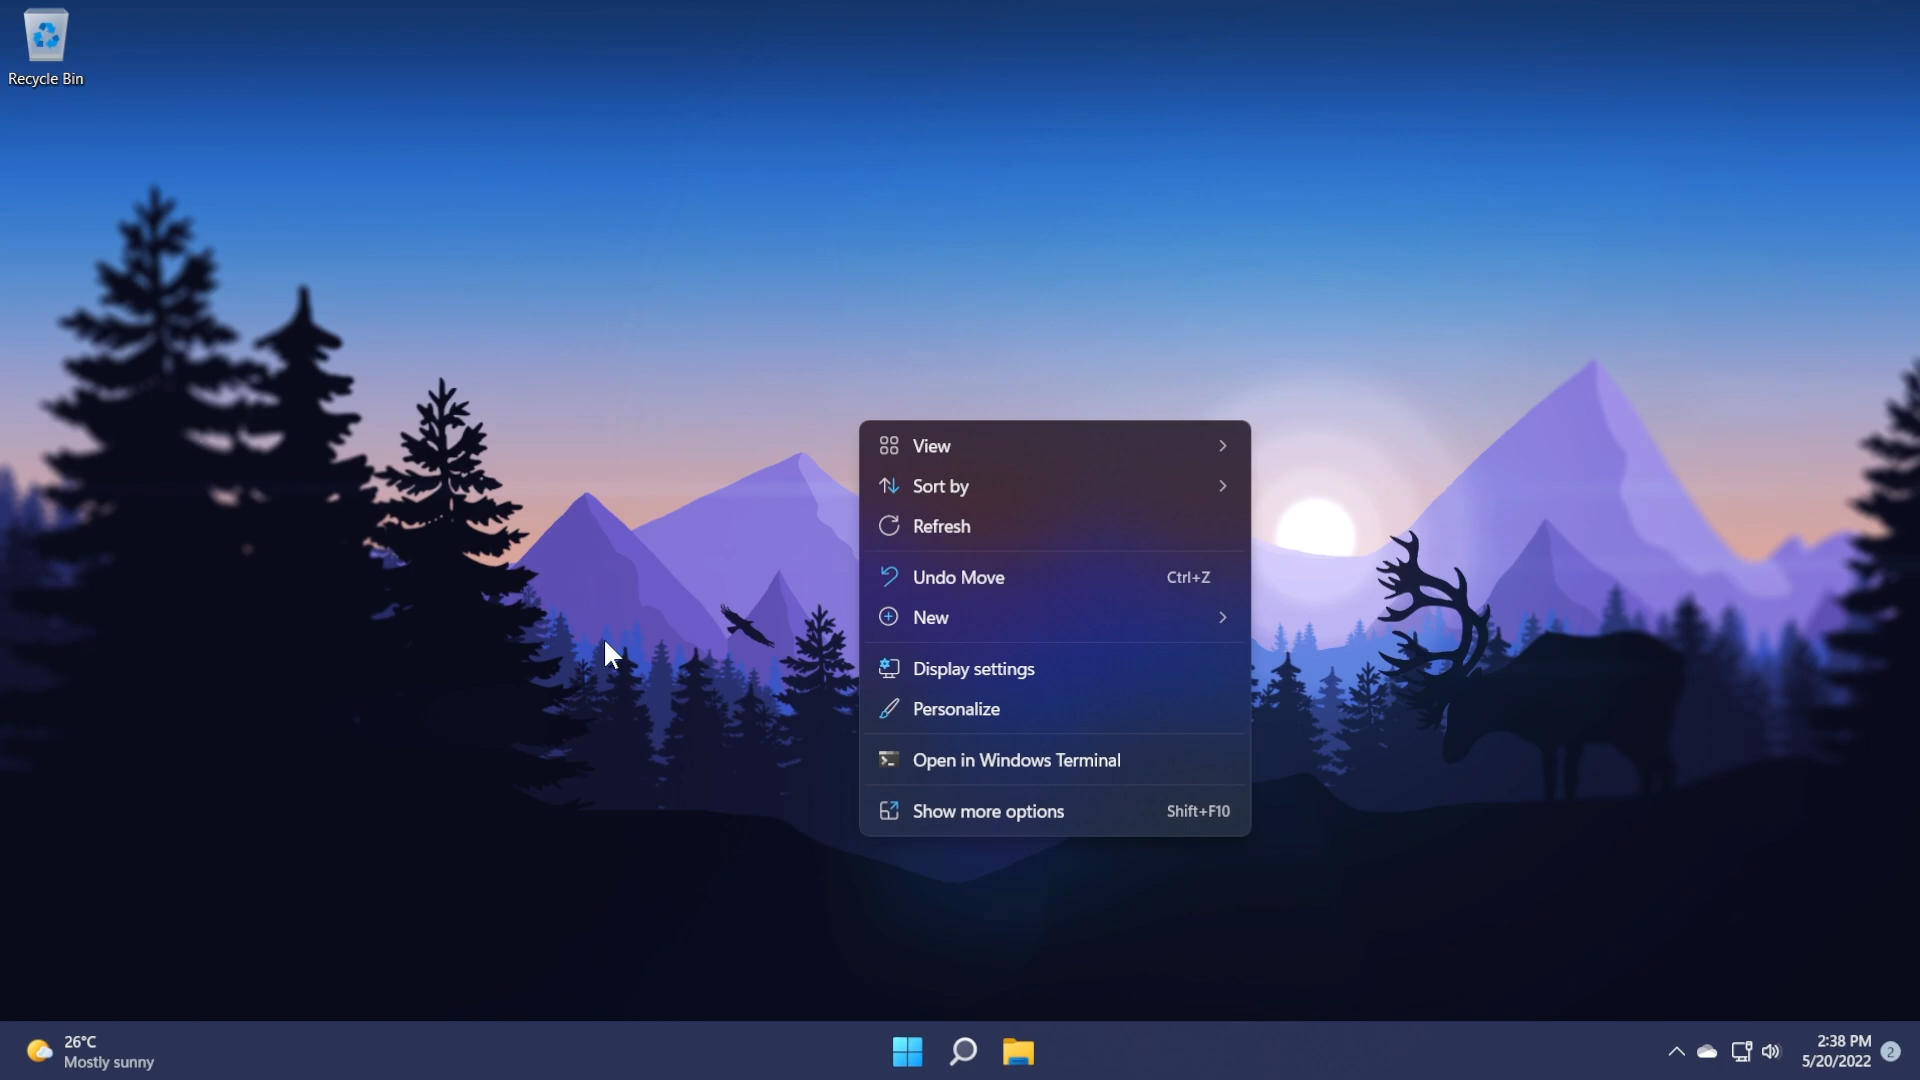 Recycle Bin
View
Sort by
Refresh
Undo Move Ctrl+Z
New
Display settings
Personalize
Open in Windows Terminal
Show more options Shift+F10
26°C
Mostly sunny
2:38 PM
5/20/2022
2